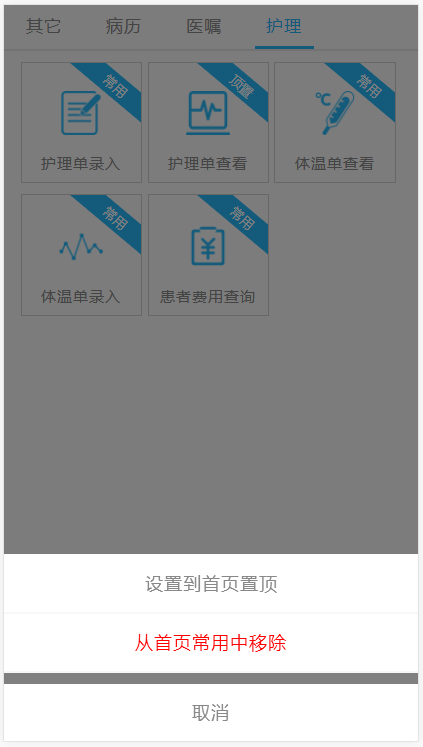 其它 病历 医嘱 护理
常用 顶置 常用
护理单录入 护理单查看 体温单查看
℃
常用 常用
体温单录入 患者费用查询
设置到首页置顶
从首页常用中移除
取消